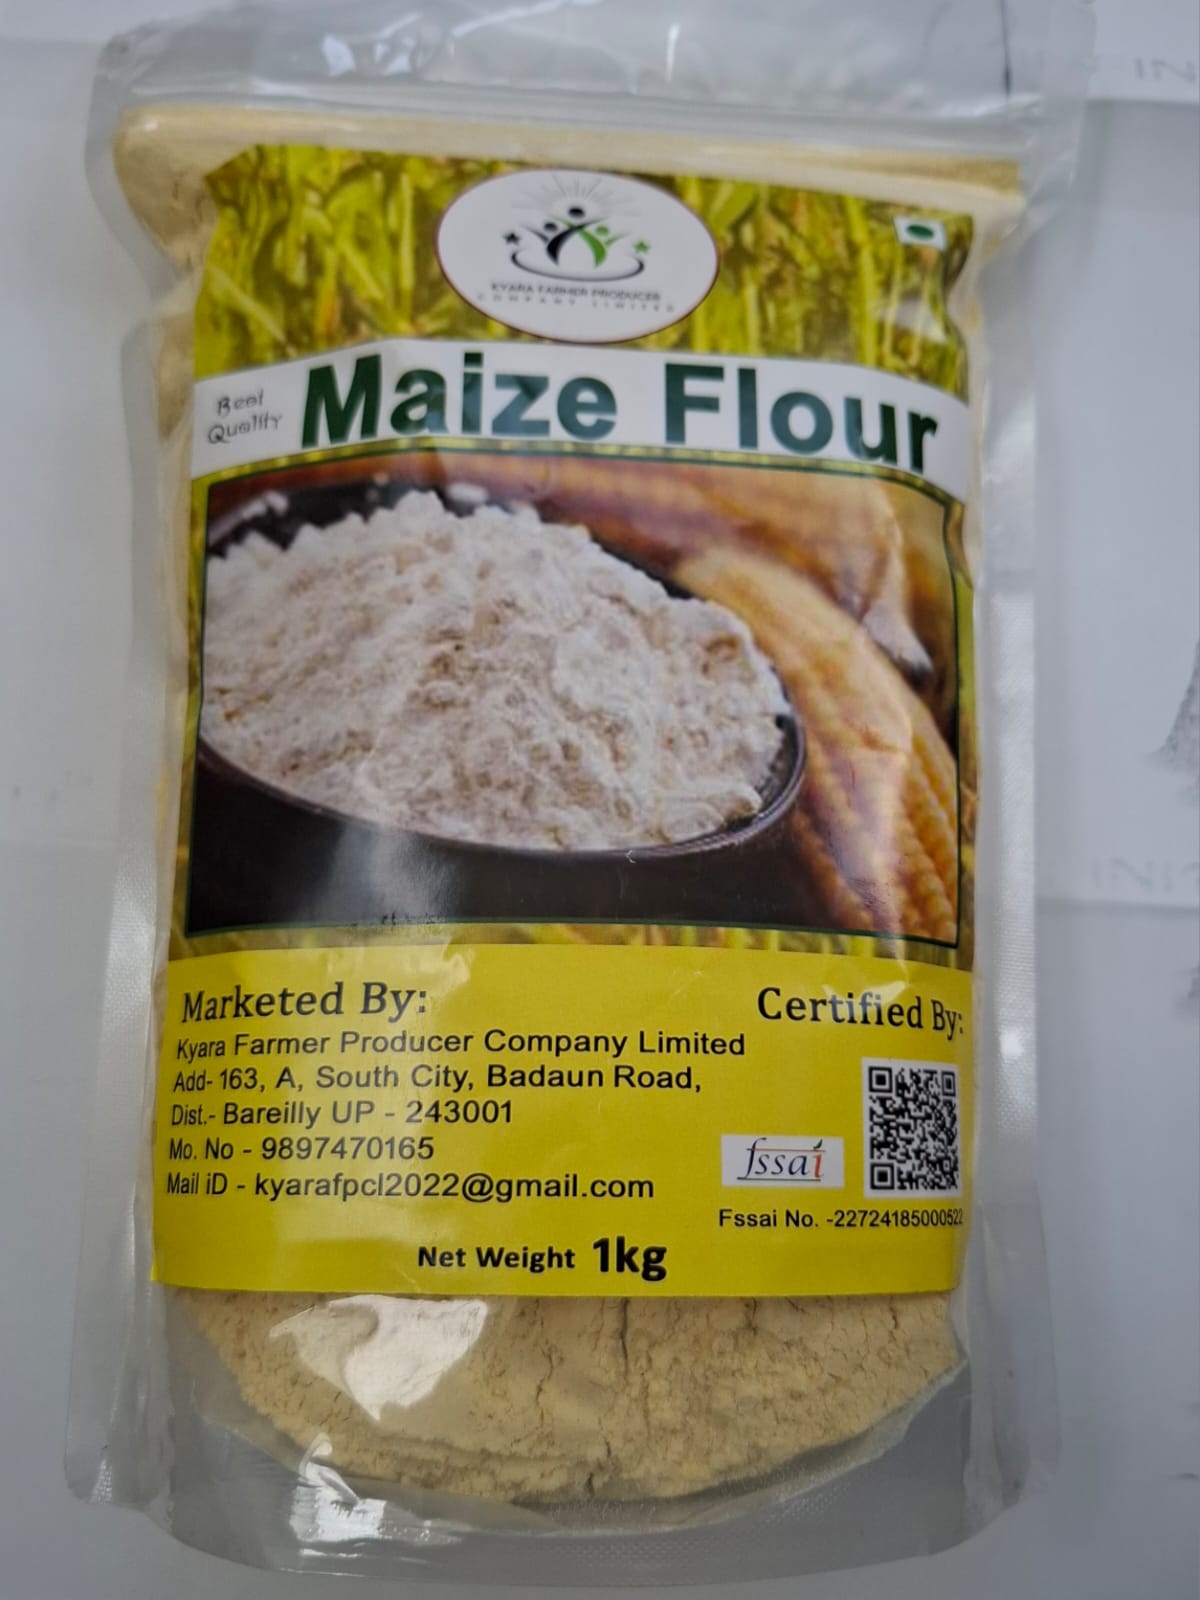 KYARA FARMER PRODUCER
COMPANY LIMITED
Best
Quality
Maize Flour
Marketed By:
Kyara Farmer Producer Company Limited
Add- 163, A, South City, Badaun Road,
Dist.- Bareilly UP - 243001
Mo. No - 9897470165
Mail iD - kyarafpcl2022@gmail.com
Certified By:
fssai
Fssai No. -22724185000522
Net Weight 1kg